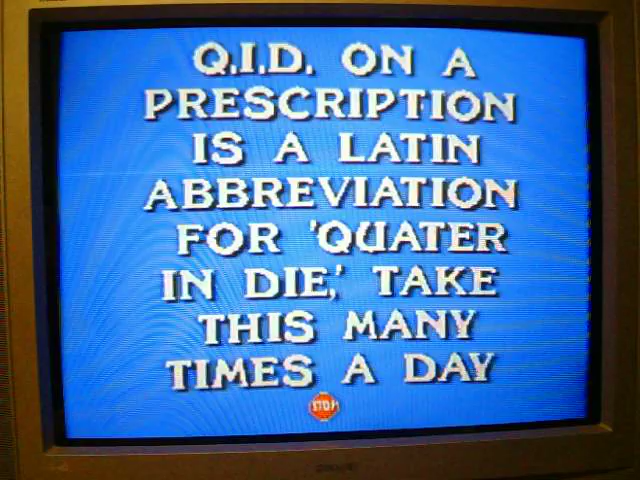 Q.I.D. ON A
PRESCRIPTION
IS A LATIN
ABBREVIATION
FOR 'QUATER
IN DIE,' TAKE
THIS MANY
TIMES A DAY
STOP